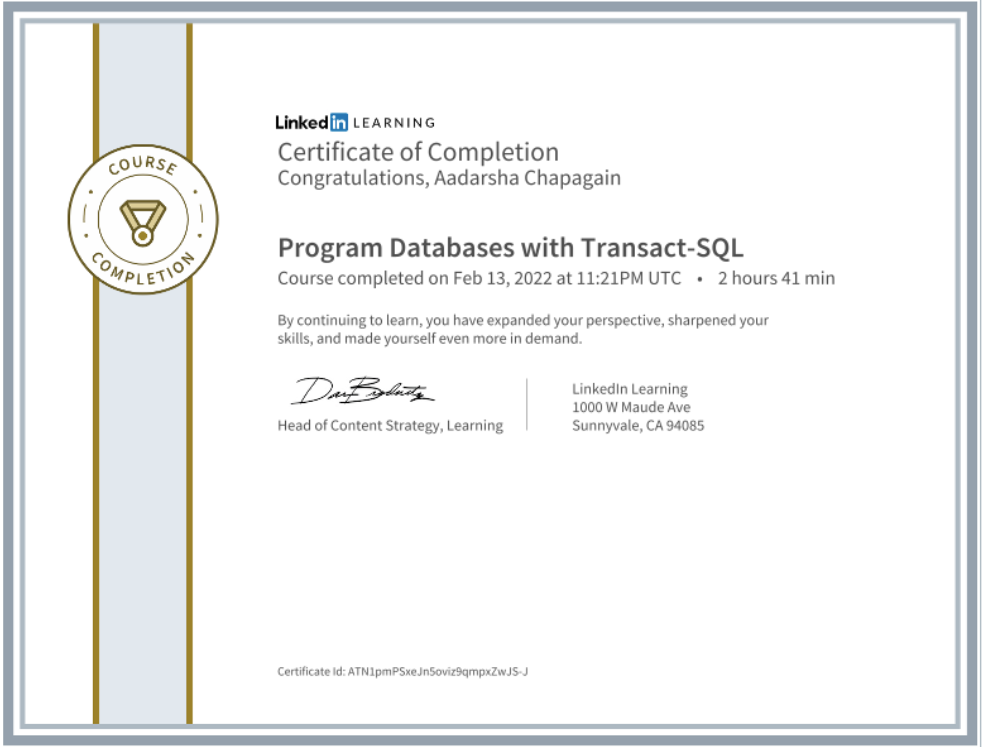 COURSE
COMPLETION
Linked in LEARNING
Certificate of Completion
Congratulations, Aadarsha Chapagain
Program Databases with Transact-SQL
Course completed on Feb 13, 2022 at 11:21PM UTC • 2 hours 41 min
By continuing to learn, you have expanded your perspective, sharpened your
skills, and made yourself even more in demand.
Head of Content Strategy, Learning
LinkedIn Learning
1000 W Maude Ave
Sunnyvale, CA 94085
Certificate Id: ATN1pmPSxeJn5oviz9qmpxZwJS-J